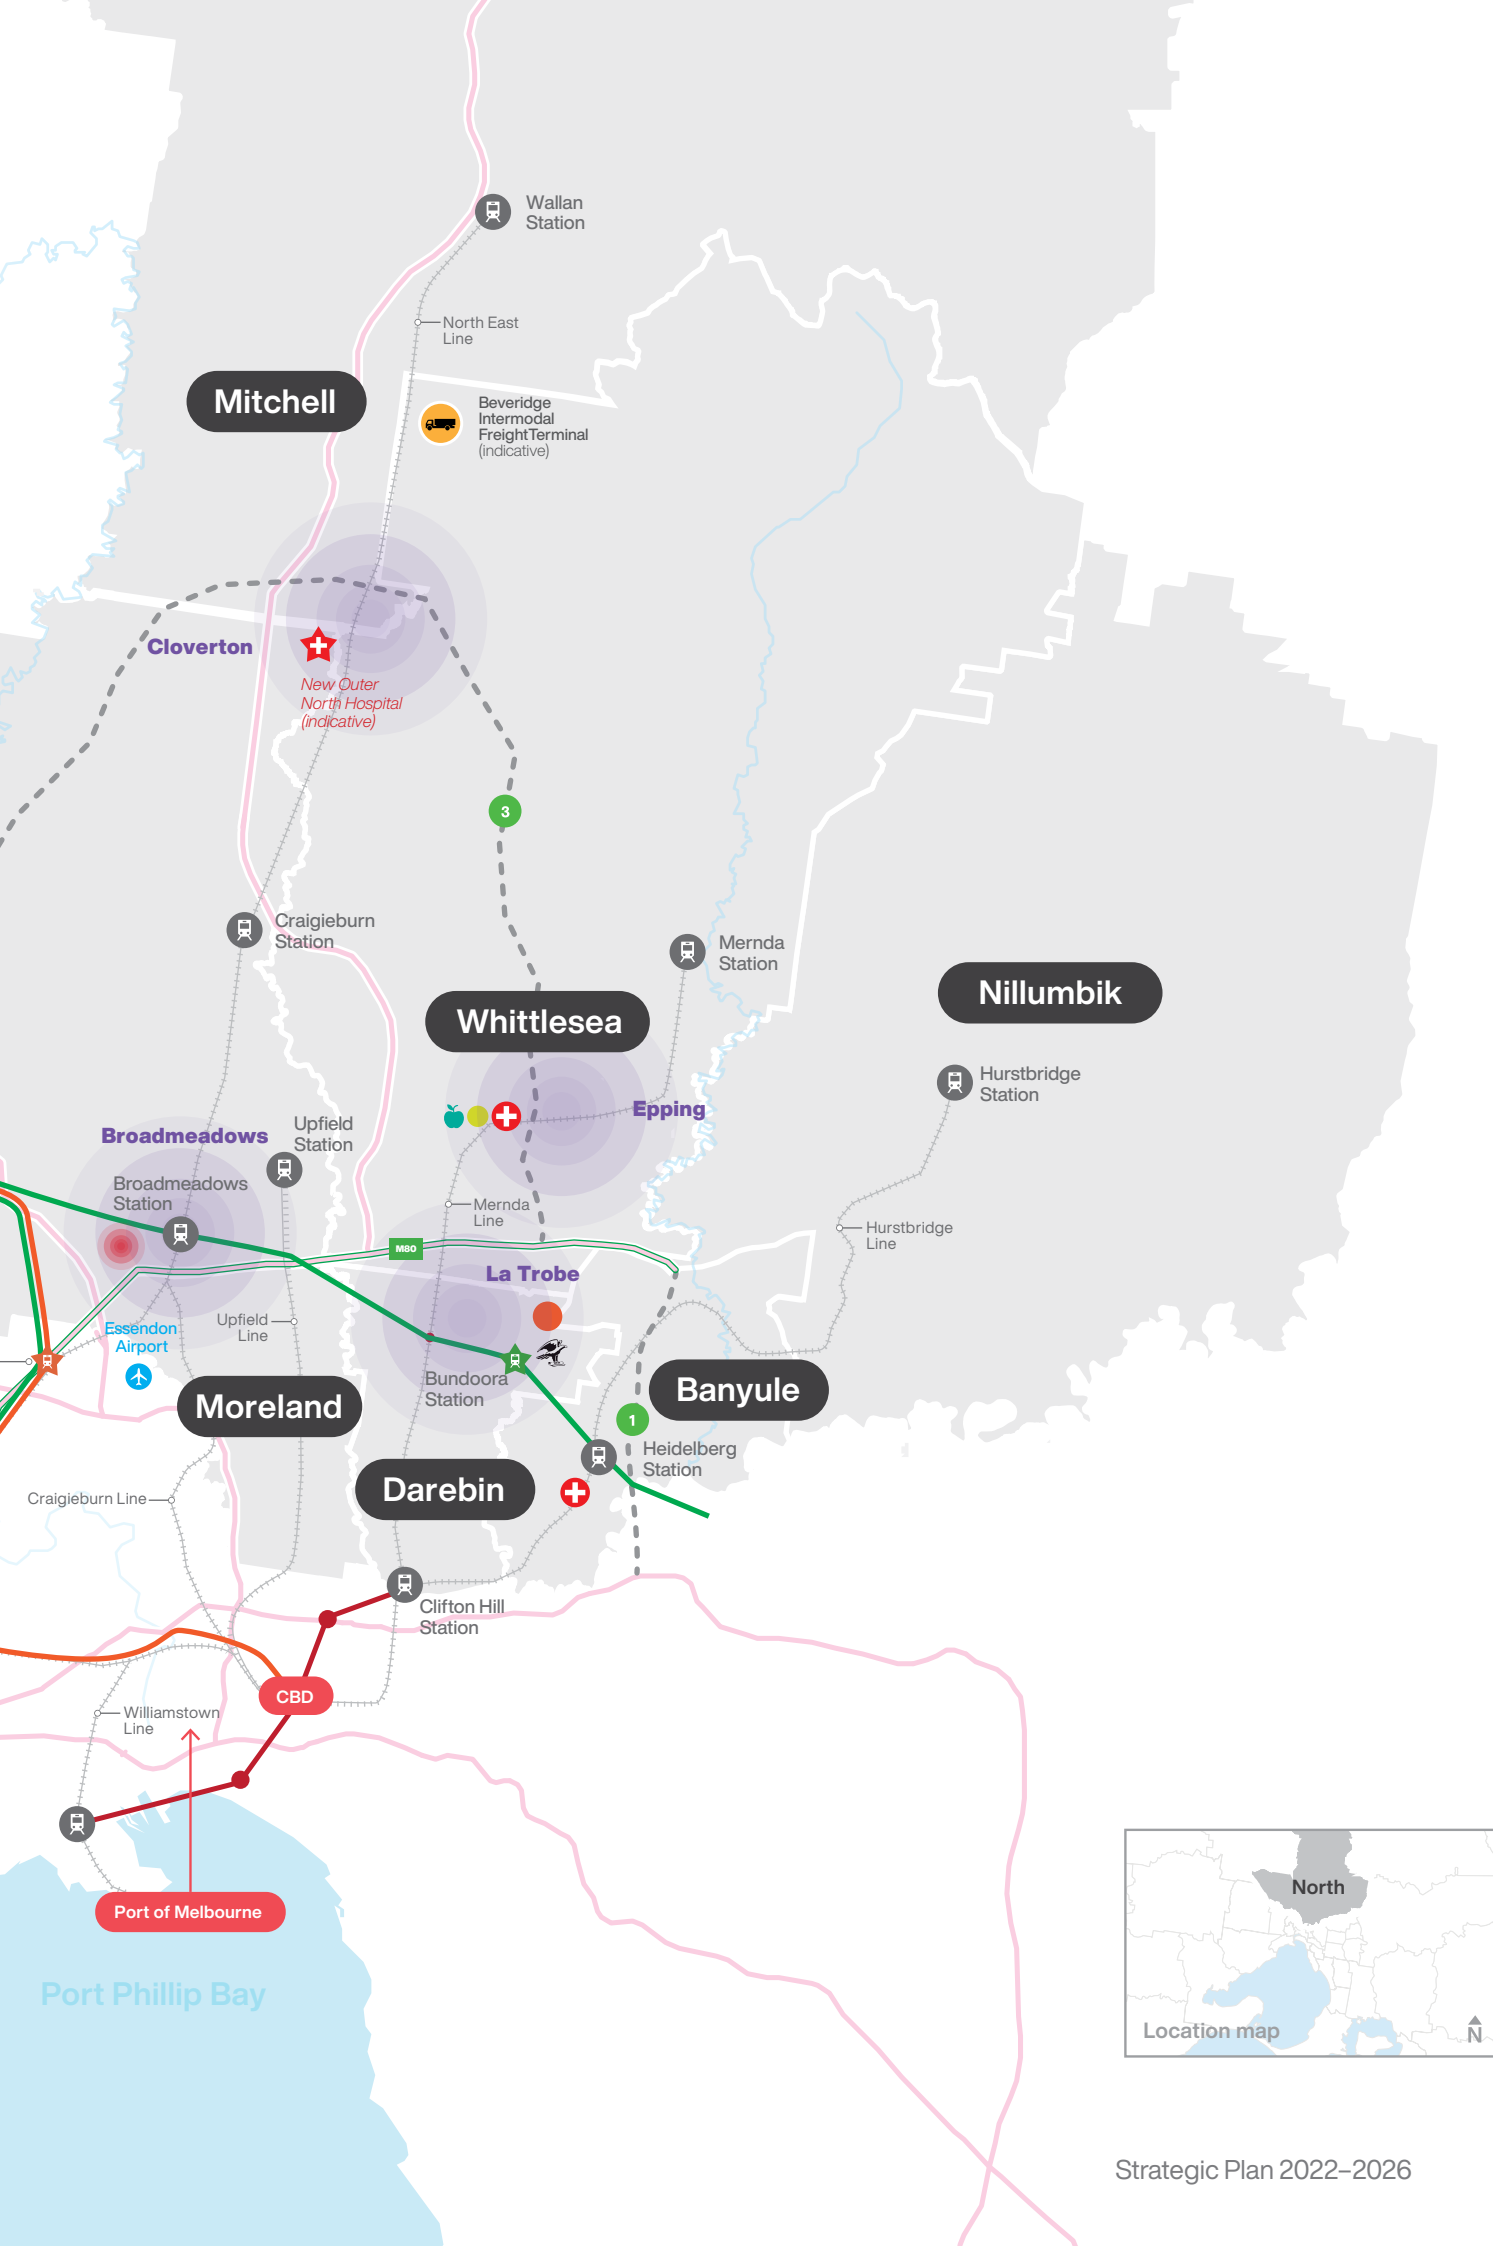 Wallan
Station
North East
Line
Mitchell
Beveridge
Intermodal
FreightTerminal
(indicative)
Cloverton
New Outer
North Hospital
(indicative)
3
Craigieburn
Station
Mernda
Station
Nillumbik
Whittlesea
Hurstbridge
Station
Epping
Upfield
Station
Broadmeadows
Broadmeadows
Station
Mernda
Line
Hurstbridge
Line
M80
La Trobe
Upfield
Line
Essendon
Airport
Bundoora
Station
Banyule
Moreland
1
Heidelberg
Station
Darebin
Craigieburn Line
Clifton Hill
Station
CBD
Williamstown
Line
Port of Melbourne
North
Port Phillip Bay
Location map
N
Strategic Plan 2022–2026